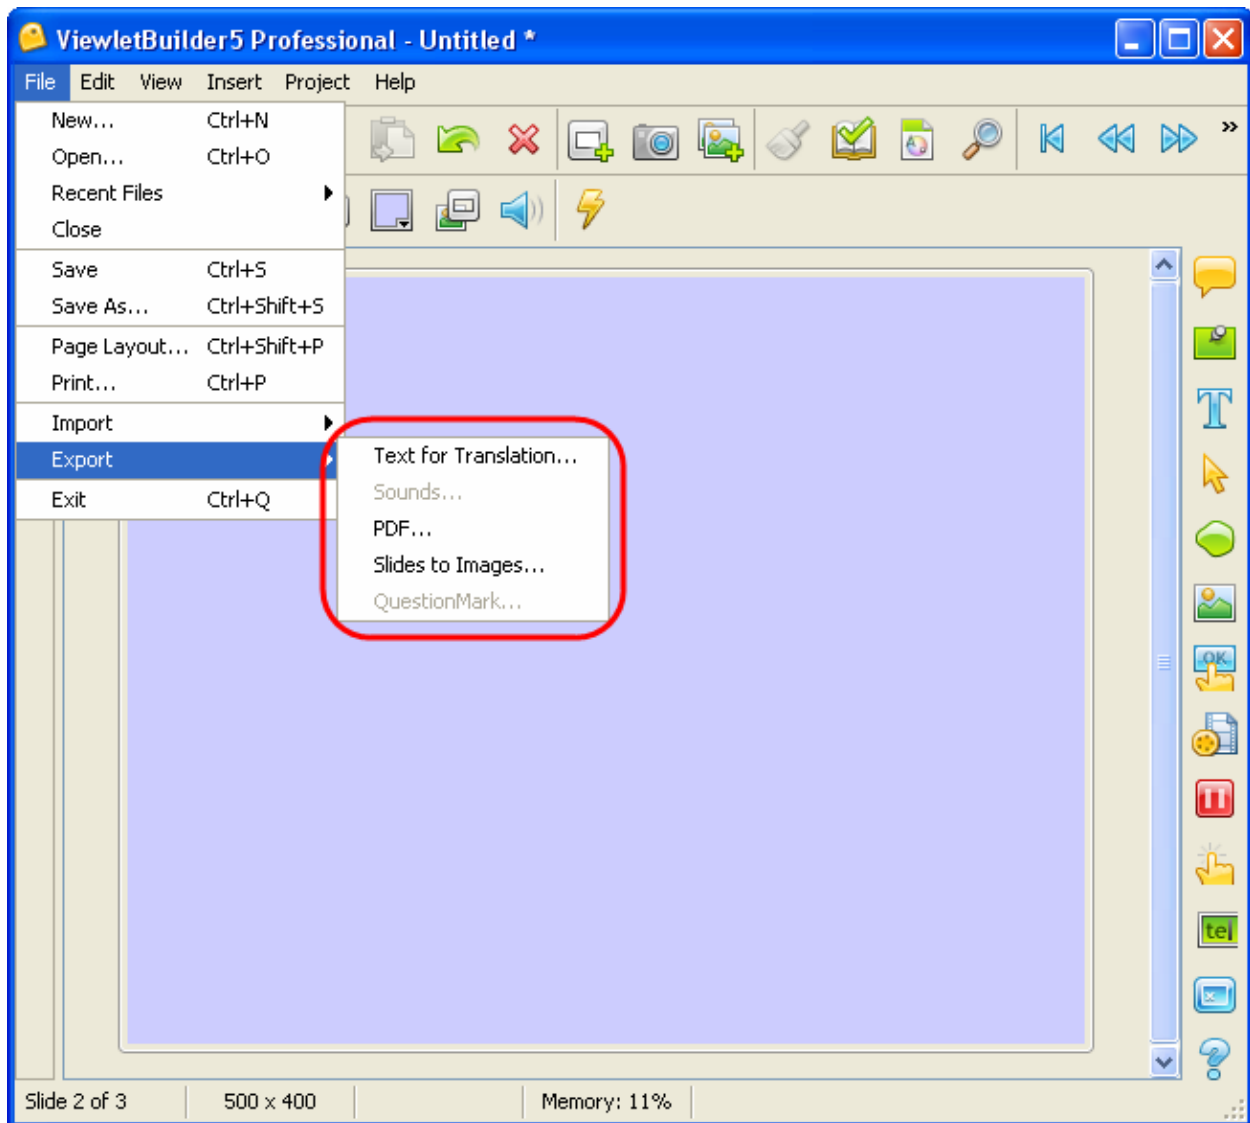 ViewletBuilder5 Professional - Untitled *
File Edit View Insert Project Help
New... Ctrl+N
Open... Ctrl+O
Recent Files
Close
Save Ctrl+S
Save As... Ctrl+Shift+S
Page Layout... Ctrl+Shift+P
Print... Ctrl+P
Import
Export
Exit Ctrl+Q
Text for Translation...
Sounds...
PDF...
Slides to Images...
QuestionMark...
T
OK
te
Slide 2 of 3 500 x 400 Memory: 11%